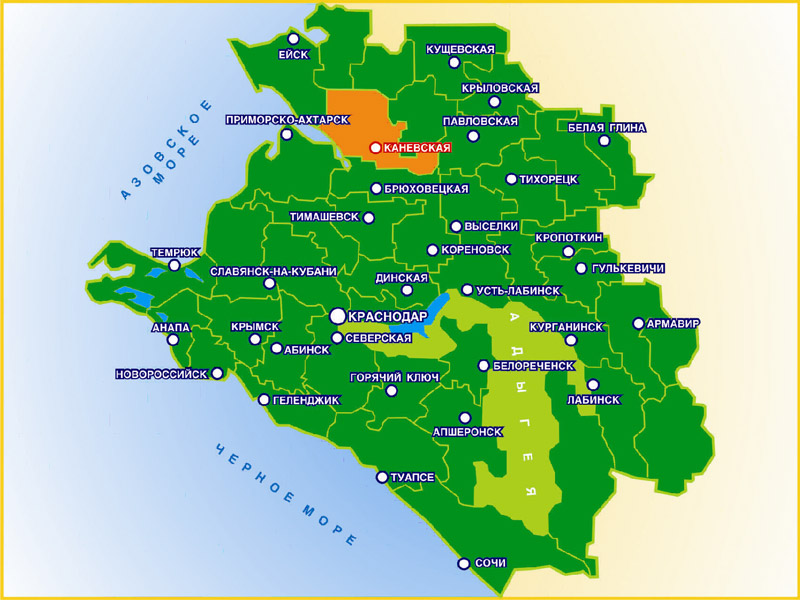 ЕЙСК
КУЩЕВСКАЯ
КРЫЛОВСКАЯ
ПРИМОРСКО-АХТАРСК
ПАВЛОВСКАЯ
БЕЛАЯ ГЛИНА
КАНЕВСКАЯ
АЗОВСКОЕ
МОРЕ
БРЮХОВЕЦКАЯ
ТИХОРЕЦК
ТИМАШЕВСК
ВЫСЕЛКИ
КРОПОТКИН
КОРЕНОВСК
ТЕМРЮК
СЛАВЯНСК-НА-КУБАНИ
ГУЛЬКЕВИЧИ
ДИНСКАЯ
УСТЬ-ЛАБИНСК
КРАСНОДАР
АНАПА
КРЫМСК
КУРГАНИНСК
АРМАВИР
СЕВЕРСКАЯ
АБИНСК
БЕЛОРЕЧЕНСК
НОВОРОССИЙСК
ГОРЯЧИЙ КЛЮЧ
АДЫГЕЯ
ГЕЛЕНДЖИК
ЛАБИНСК
АПШЕРОНСК
ТУАПСЕ
ЧЕРНОЕ МОРЕ
СОЧИ